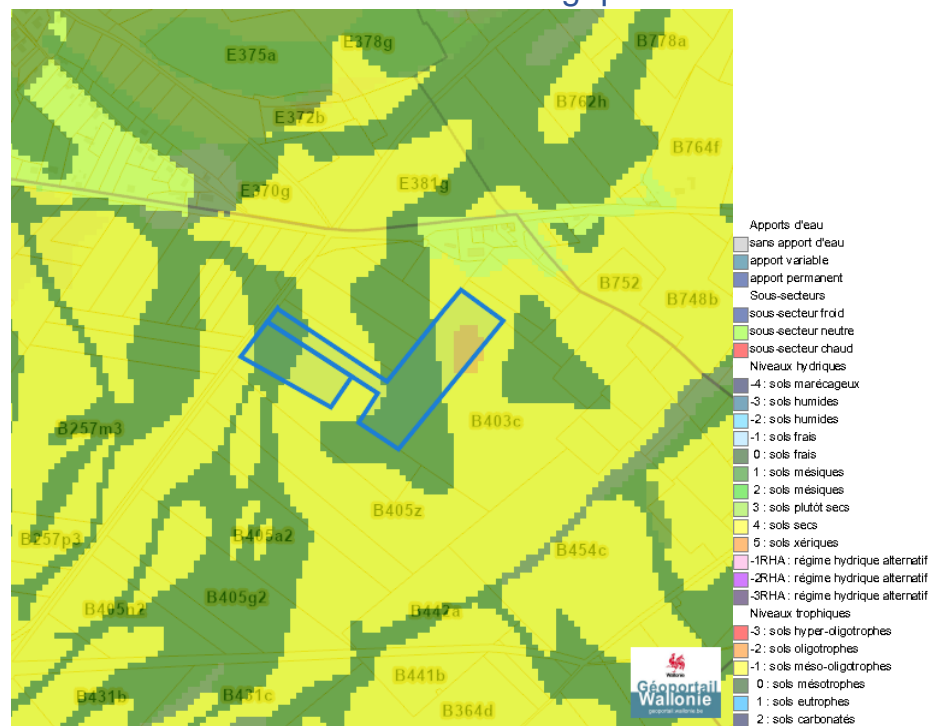 E375a
E378g
B778a
B762h
E372b
B764f
E370g
E381g
B752
B748b
B257m3
B403c
B405z
B257p3
B405a2
B454c
B405n2
B405g2
B442a
B441b
B431b
B431c
B364d
Wallonie
Géoportail
Wallonie
geoportail.wallonie.be
Apports d'eau
sans apport d'eau
apport variable
apport permanent
Sous-secteurs
sous-secteur froid
sous-secteur neutre
sous-secteur chaud
Niveaux hydriques
-4 : sols marécageux
-3 : sols humides
-2 : sols humides
-1 : sols frais
0 : sols frais
1 : sols mésiques
2 : sols mésiques
3 : sols plutôt secs
4 : sols secs
5 : sols xériques
-1RHA : régime hydrique alternatif
-2RHA : régime hydrique alternatif
-3RHA : régime hydrique alternatif
Niveaux trophiques
-3 : sols hyper-oligotrophes
-2 : sols oligotrophes
-1 : sols méso-oligotrophes
0 : sols mésotrophes
1 : sols eutrophes
2 : sols carbonatés